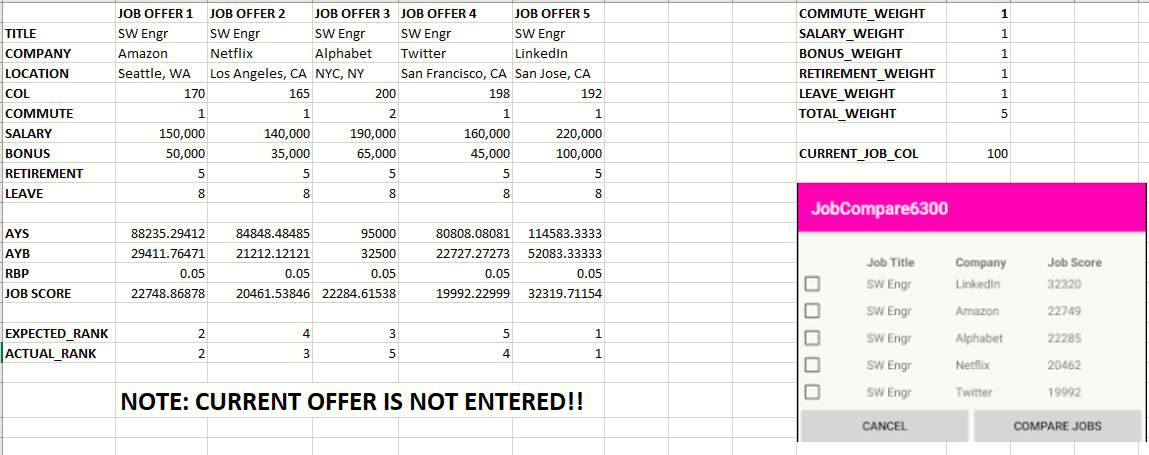 JOB OFFER 1 JOB OFFER 2 JOB OFFER 3 JOB OFFER 4 JOB OFFER 5
TITLE SW Engr SW Engr SW Engr SW Engr SW Engr
COMPANY Amazon Netflix Alphabet Twitter LinkedIn
LOCATION Seattle, WA Los Angeles, CA NYC, NY San Francisco, CA San Jose, CA
COL 170 165 200 198 192
COMMUTE 1 1 2 1 1
SALARY 150,000 140,000 190,000 160,000 220,000
BONUS 50,000 35,000 65,000 45,000 100,000
RETIREMENT 5 5 5 5 5
LEAVE 8 8 8 8 8
AYS 88235.29412 84848.48485 95000 80808.08081 114583.3333
AYB 29411.76471 21212.12121 32500 22727.27273 52083.33333
RBP 0.05 0.05 0.05 0.05 0.05
JOB SCORE 22748.86878 20461.53846 22284.61538 19992.22999 32319.71154
EXPECTED_RANK 2 4 3 5 1
ACTUAL_RANK 2 3 5 4 1
NOTE: CURRENT OFFER IS NOT ENTERED!!
COMMUTE_WEIGHT 1
SALARY_WEIGHT 1
BONUS_WEIGHT 1
RETIREMENT_WEIGHT 1
LEAVE_WEIGHT 1
TOTAL_WEIGHT 5
CURRENT_JOB_COL 100
JobCompare6300
Job Title Company Job Score
SW Engr LinkedIn 32320
SW Engr Amazon 22749
SW Engr Alphabet 22285
SW Engr Netflix 20462
SW Engr Twitter 19992
CANCEL COMPARE JOBS